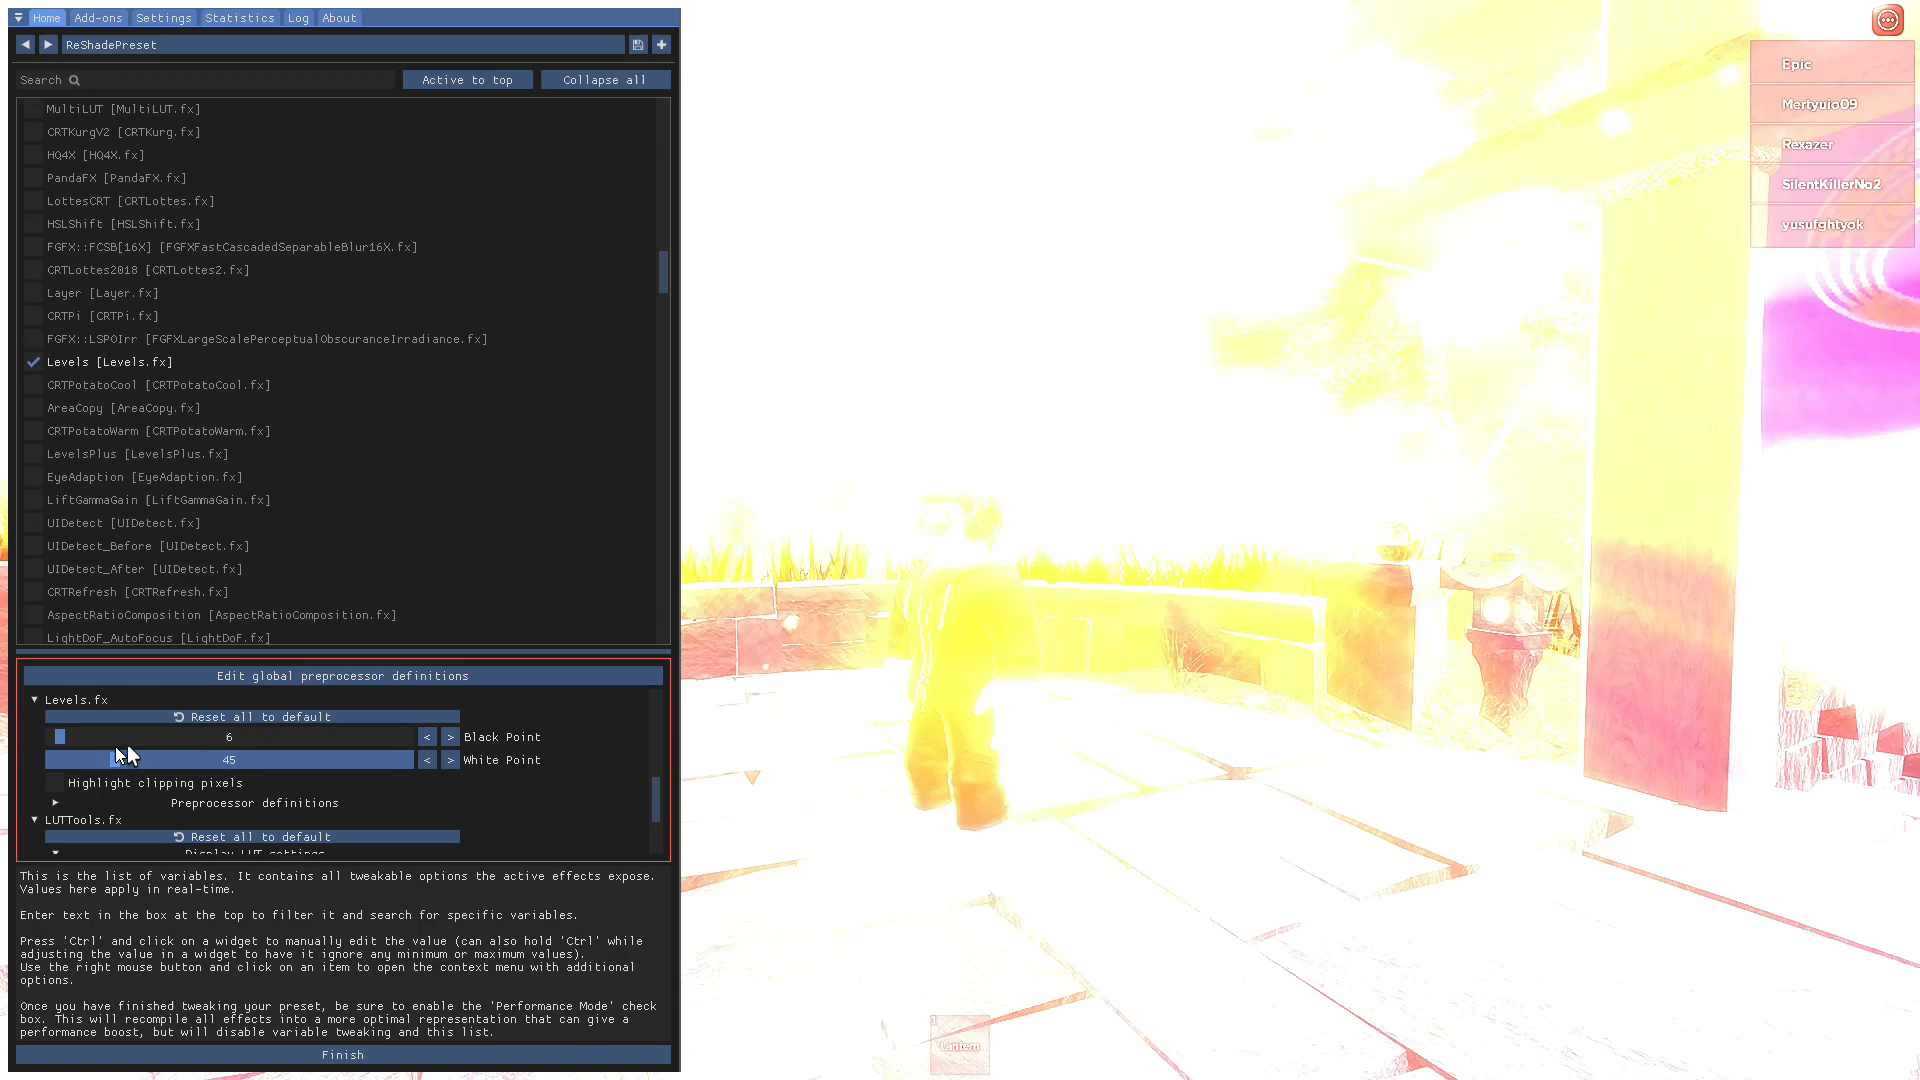 Home Add-ons Settings Statistics Log About
ReShadePreset
Search Active to top Collapse all
MultiLUT [MultiLUT.fx]
CRTKurgV2 [CRTKurg.fx]
HQ4X [HQ4X.fx]
PandaFX [PandaFX.fx]
LottesCRT [CRTLottes.fx]
HSLShift [HSLShift.fx]
FGFX::FCSB[16X] [FGFXFastCascadedSeparableBlur16X.fx]
CRTLottes2018 [CRTLottes2.fx]
Layer [Layer.fx]
CRTPi [CRTPi.fx]
FGFX::LSPOIrr [FGFXLargeScalePerceptualObscuranceIrradiance.fx]
Levels [Levels.fx]
CRTPotatoCool [CRTPotatoCool.fx]
AreaCopy [AreaCopy.fx]
CRTPotatoWarm [CRTPotatoWarm.fx]
LevelsPlus [LevelsPlus.fx]
EyeAdaption [EyeAdaption.fx]
LiftGammaGain [LiftGammaGain.fx]
UIDetect [UIDetect.fx]
UIDetect_Before [UIDetect.fx]
UIDetect_After [UIDetect.fx]
CRTRefresh [CRTRefresh.fx]
AspectRatioComposition [AspectRatioComposition.fx]
LightDoF_AutoFocus [LightDoF.fx]
Edit global preprocessor definitions
Levels.fx
Reset all to default
6 < > Black Point
45 < > White Point
Highlight clipping pixels
Preprocessor definitions
LUTTools.fx
Reset all to default
Display LUT settings
This is the list of variables. It contains all tweakable options the active effects expose.
Values here apply in real-time.
Enter text in the box at the top to filter it and search for specific variables.
Press 'Ctrl' and click on a widget to manually edit the value (can also hold 'Ctrl' while
adjusting the value in a widget to have it ignore any minimum or maximum values).
Use the right mouse button and click on an item to open the context menu with additional
options.
Once you have finished tweaking your preset, be sure to enable the 'Performance Mode' check
box. This will recompile all effects into a more optimal representation that can give a
performance boost, but will disable variable tweaking and this list.
Finish
Epic
Mertyuio09
Rexazer
SilentKillerNo2
yusufghtyok
1
Lantern